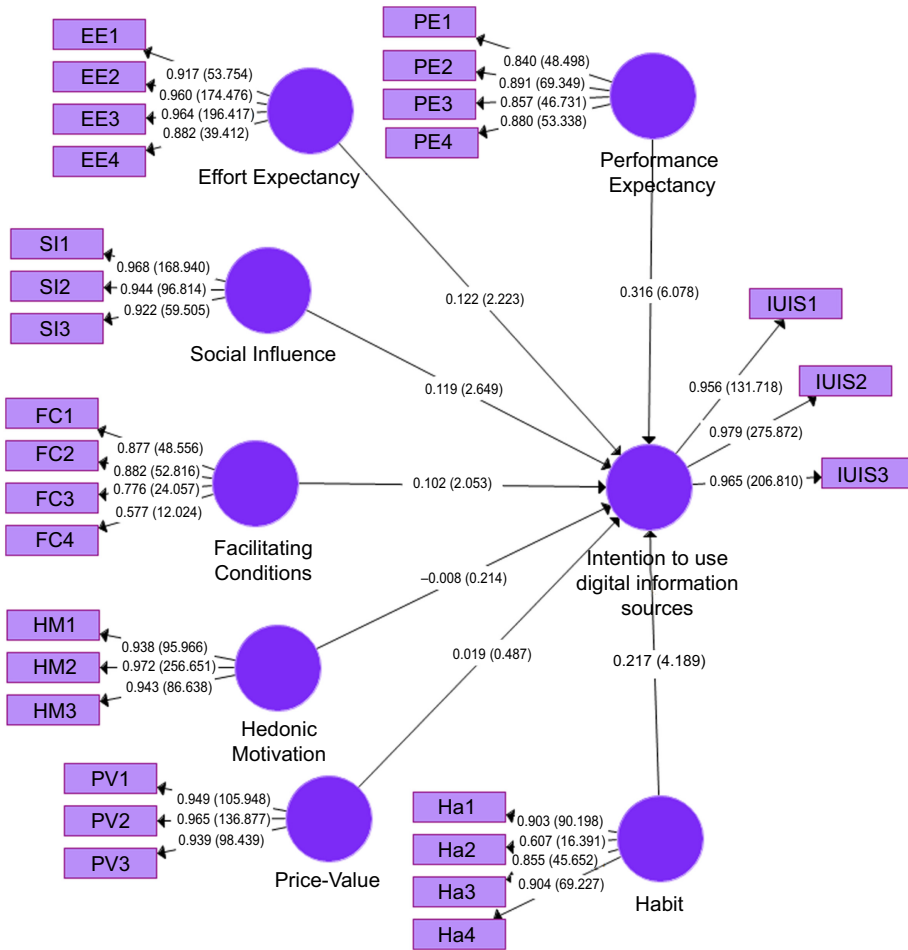 EE1
EE2
EE3
EE4
0.917 (53.754)
0.960 (174.476)
0.964 (196.417)
0.882 (39.412)
Effort Expectancy
PE1
PE2
PE3
PE4
0.840 (48.498)
0.891 (69.349)
0.857 (46.731)
0.880 (53.338)
Performance
Expectancy
SI1
SI2
SI3
0.968 (168.940)
0.944 (96.814)
0.922 (59.505)
Social Influence
0.122 (2.223)
0.316 (6.078)
0.119 (2.649)
IUIS1
IUIS2
IUIS3
0.956 (131.718)
0.979 (275.872)
0.965 (206.810)
FC1
FC2
FC3
FC4
0.877 (48.556)
0.882 (52.816)
0.776 (24.057)
0.577 (12.024)
Facilitating
Conditions
0.102 (2.053)
Intention to use
digital information
sources
–0.008 (0.214)
HM1
HM2
HM3
0.938 (95.966)
0.972 (256.651)
0.943 (86.638)
Hedonic
Motivation
0.019 (0.487)
0.217 (4.189)
PV1
PV2
PV3
0.949 (105.948)
0.965 (136.877)
0.939 (98.439)
Price-Value
Ha1
Ha2
Ha3
Ha4
0.903 (90.198)
0.607 (16.391)
0.855 (45.652)
0.904 (69.227)
Habit